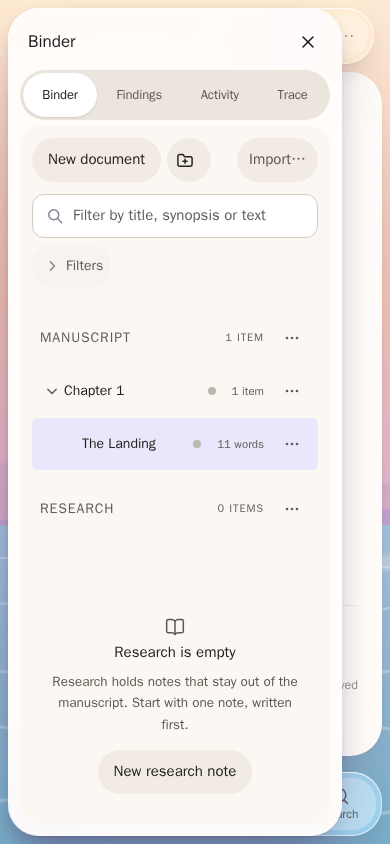 Binder
Binder Findings Activity Trace
New document Import···
Filter by title, synopsis or text
Filters
MANUSCRIPT 1 ITEM
Chapter 1 1 item
The Landing 11 words
RESEARCH 0 ITEMS
Research is empty
Research holds notes that stay out of the
manuscript. Start with one note, written
first.
New research note